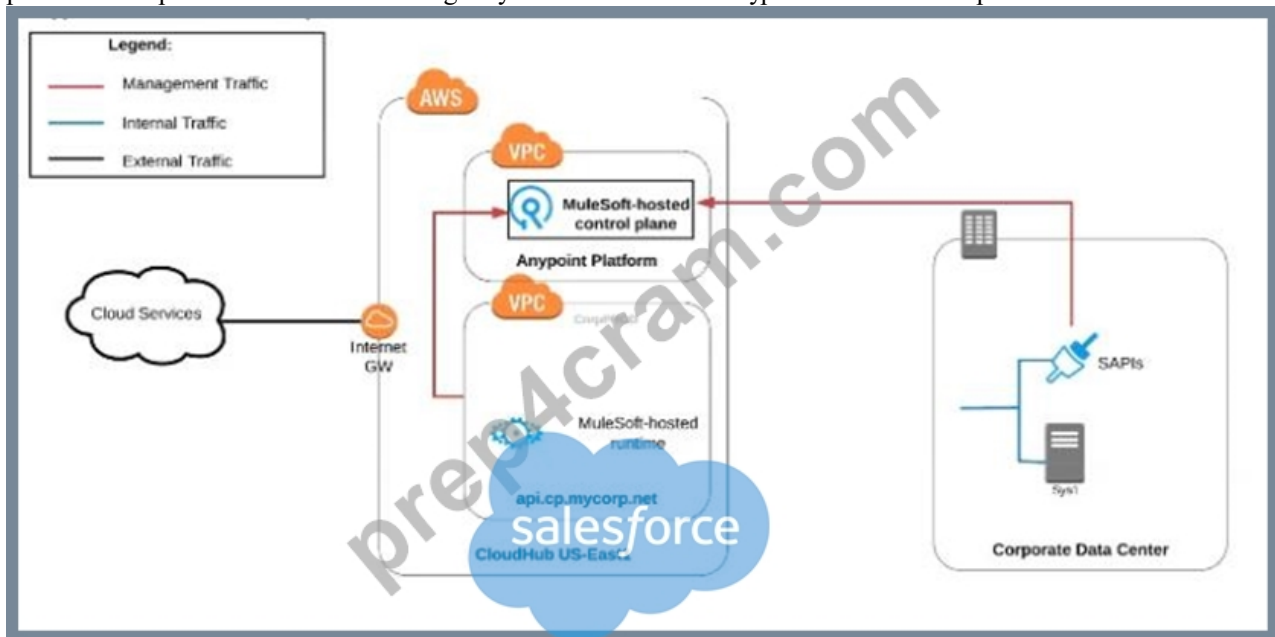 Legend:
Management Traffic
Internal Traffic
External Traffic
AWS
VPC
MuleSoft-hosted
control plane
Anypoint Platform
VPC
Cloud Services
Internet
GW
MuleSoft-hosted
runtime
api.cp.mycorp.net
salesforce
CloudHub US-East2
SAPIs
Sys1
Corporate Data Center
prep4cram.com